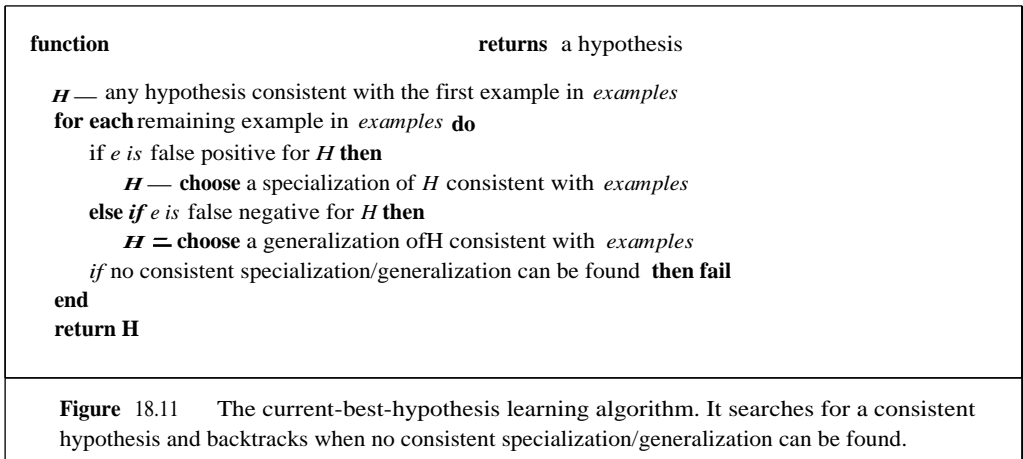 function returns a hypothesis
H — any hypothesis consistent with the first example in examples
for each remaining example in examples do
if e is false positive for H then
H — choose a specialization of H consistent with examples
else if e is false negative for H then
H = choose a generalization ofH consistent with examples
if no consistent specialization/generalization can be found then fail
end
return H
Figure 18.11 The current-best-hypothesis learning algorithm. It searches for a consistent
hypothesis and backtracks when no consistent specialization/generalization can be found.